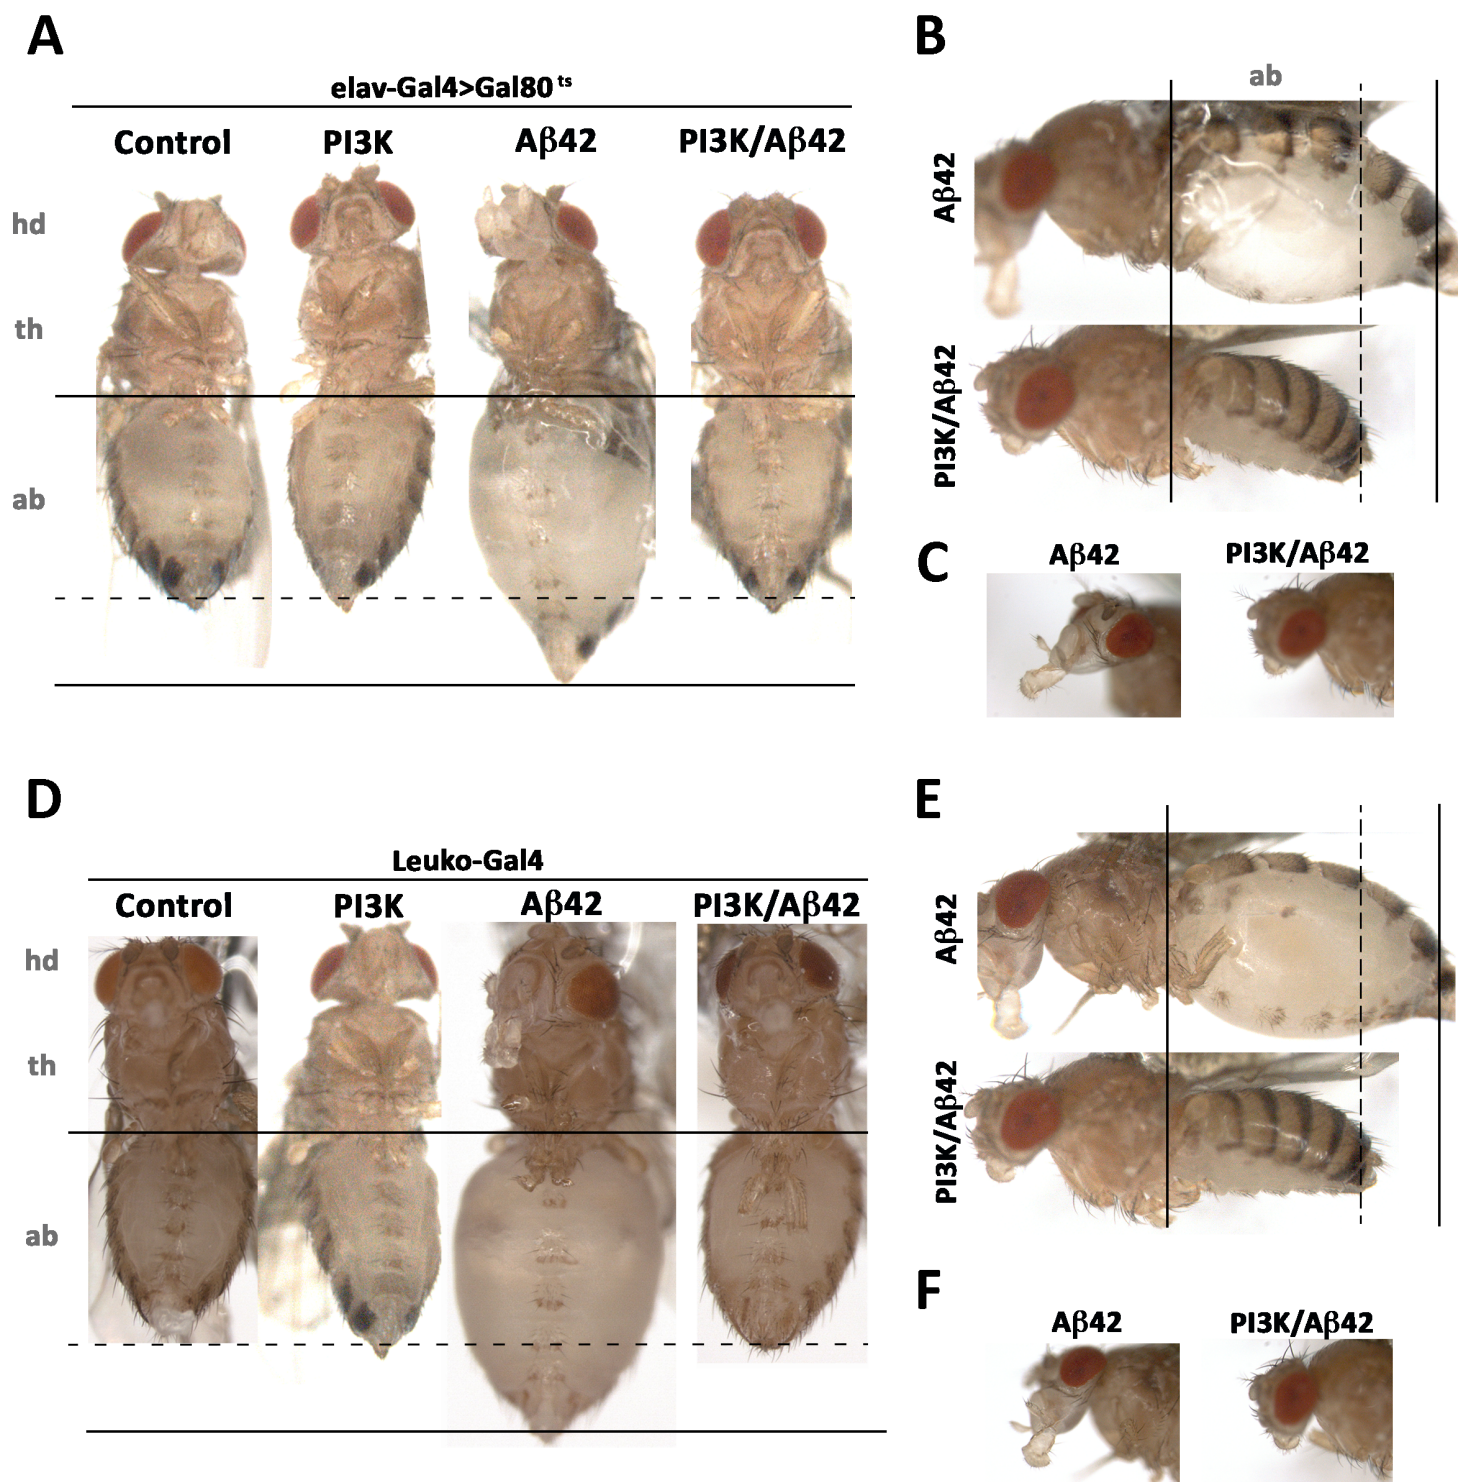 A
elav-Gal4>Gal80 ts
Control PI3K Aβ42 PI3K/Aβ42
hd
th
ab
B
ab
Aβ42
PI3K/Aβ42
C
Aβ42 PI3K/Aβ42
D
Leuko-Gal4
Control PI3K Aβ42 PI3K/Aβ42
hd
th
ab
E
Aβ42
PI3K/Aβ42
F
Aβ42 PI3K/Aβ42